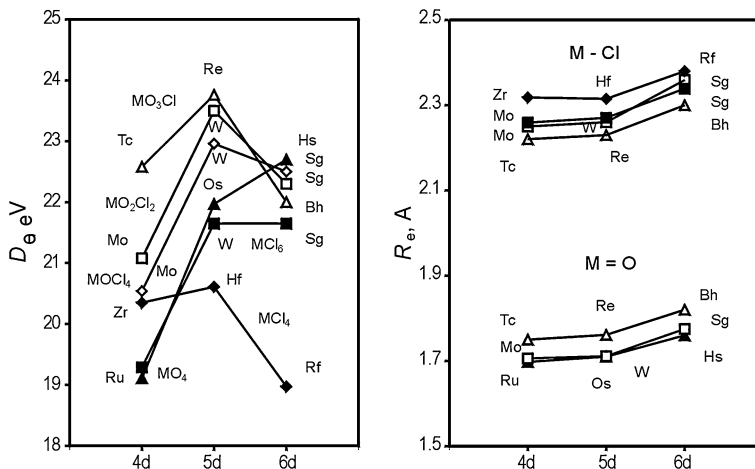 25
24
23
22
21
20
19
18
Dₑ, eV
4d
5d
6d
Re
MO₃Cl
Tc
W
W
Hs
Sg
Sg
Os
MO₂Cl₂
Bh
Mo
W
MCl₆
Sg
MOCl₄
Mo
Zr
Hf
MCl₄
Ru
MO₄
Rf
2.5
2.3
2.1
1.9
1.7
1.5
Rₑ, A
4d
5d
6d
M - Cl
Rf
Zr
Hf
Sg
Mo
Sg
Mo
W
Bh
Tc
Re
M = O
Bh
Tc
Re
Sg
Mo
Hs
Ru
Os
W